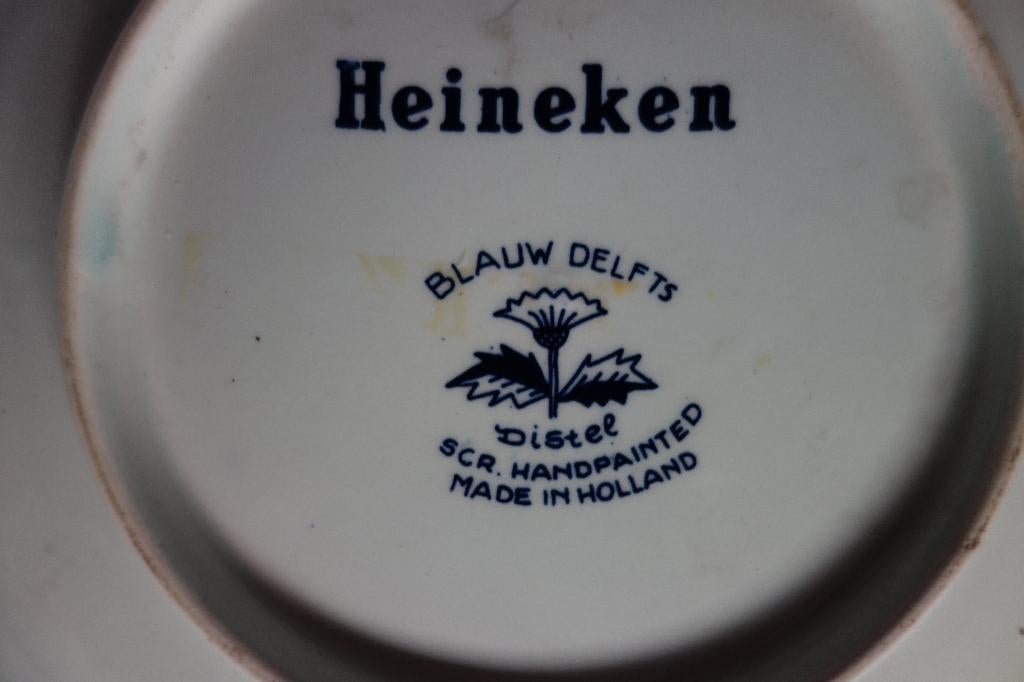 Heineken
BLAUW DELFTS
Distel
SCR. HANDPAINTED
MADE IN HOLLAND